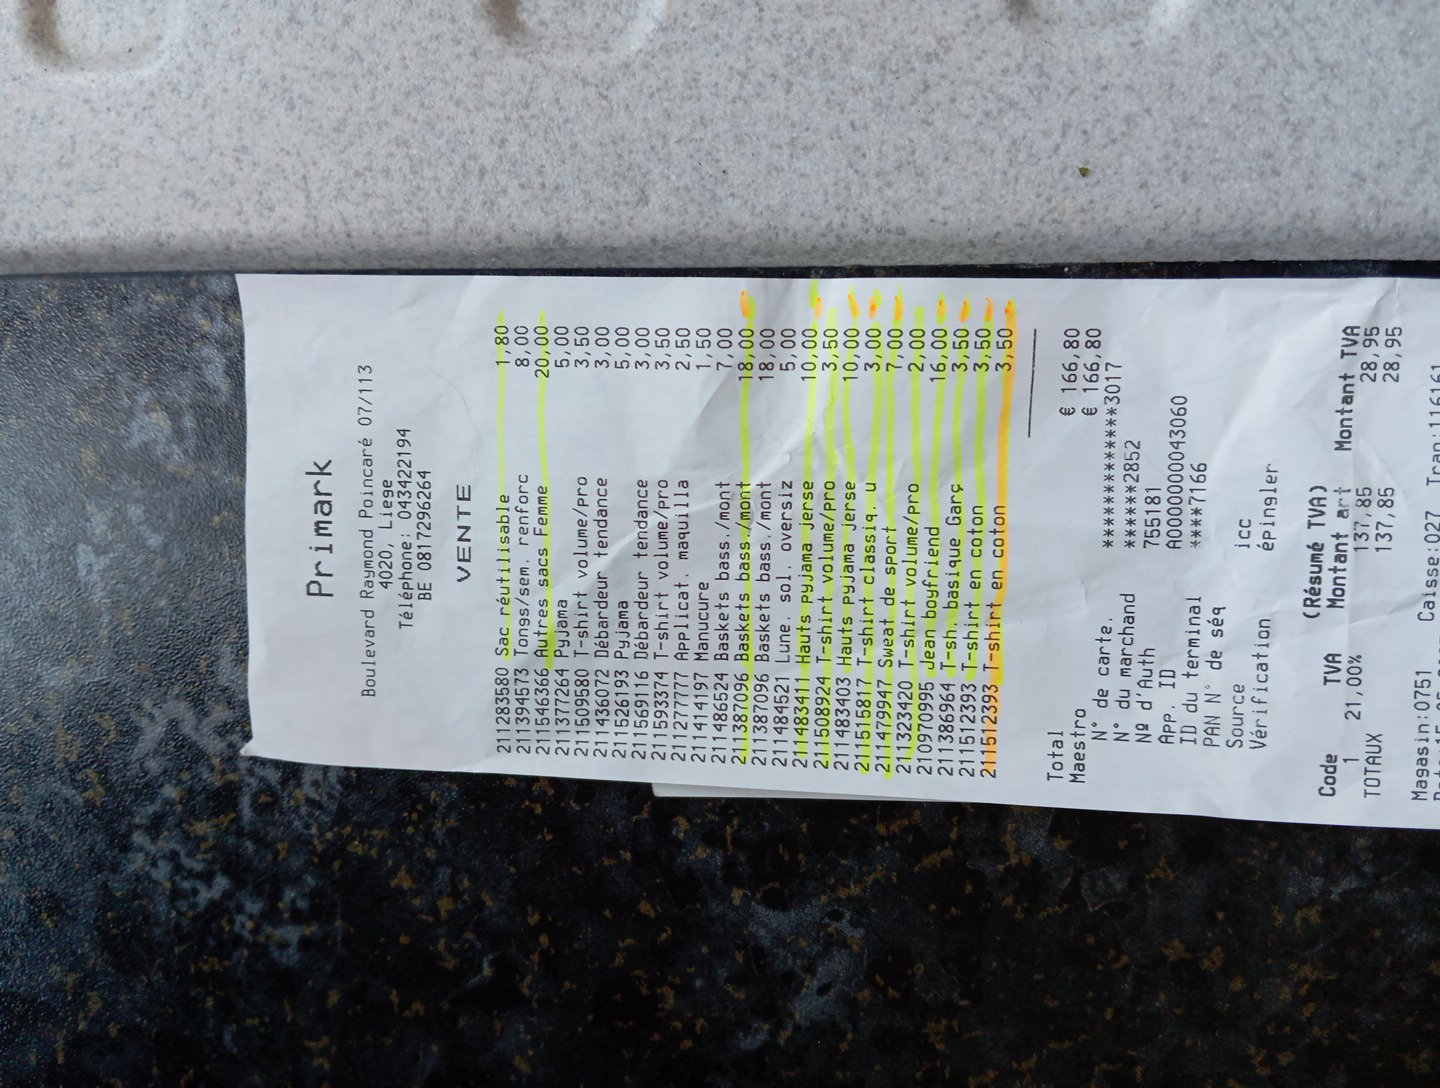 Primark
Boulevard Raymond Poincaré 07/113
4020, Liege
Téléphone: 043422194
BE 0817296264
VENTE
211283580 Sac réutilisable 1,80
211394573 Tongs/sem. renforc 8,00
211546366 Autres sacs Femme 20,00
211377264 Pyjama 5,00
211509580 T-shirt volume/pro 3,50
211436072 Débardeur tendance 3,00
211526193 Pyjama 5,00
211569116 Débardeur tendance 3,00
211593374 T-shirt volume/pro 3,50
211277777 Applicat. maquilla 2,50
211414197 Manucure 1,50
211486524 Baskets bass./mont 7,00
211387096 Baskets bass./mont 18,00
211387096 Baskets bass./mont 18,00
211484521 Lune. sol. oversiz 5,00
211483411 Hauts pyjama jerse 10,00
211508924 T-shirt volume/pro 3,50
211483403 Hauts pyjama jerse 10,00
211515817 T-shirt classiq. u 3,00
211479947 Sweat de sport 7,00
211323420 T-shirt volume/pro 2,00
210970995 Jean boyfriend 16,00
211386964 T-sh. basique Garç 3,50
211512393 T-shirt en coton 3,50
211512393 T-shirt en coton 3,50
Total € 166,80
Maestro € 166,80
N° de carte. ***************3017
N° du marchand ******2852
Nº d'Auth 755181
App. ID A0000000043060
ID du terminal ****7166
PAN N° de séq
Source icc
Vérification épingler
(Résumé TVA)
Code TVA Montant art Montant TVA
1 21,00% 137,85 28,95
TOTAUX 137,85 28,95
Magasin:0751 Caisse:027 Tran:116161